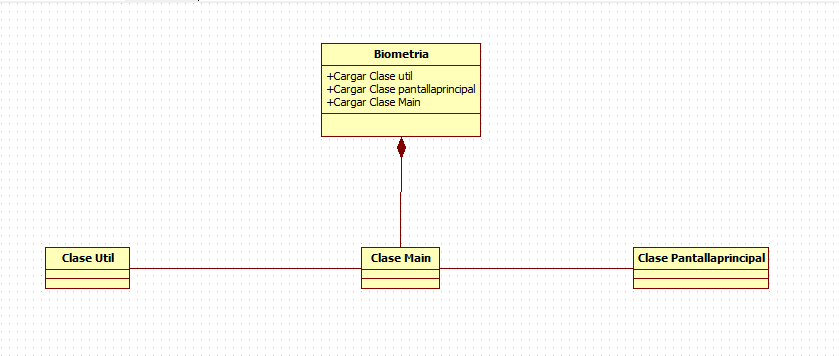 Biometria
+Cargar Clase util
+Cargar Clase pantallaprincipal
+Cargar Clase Main
Clase Util
Clase Main
Clase Pantallaprincipal